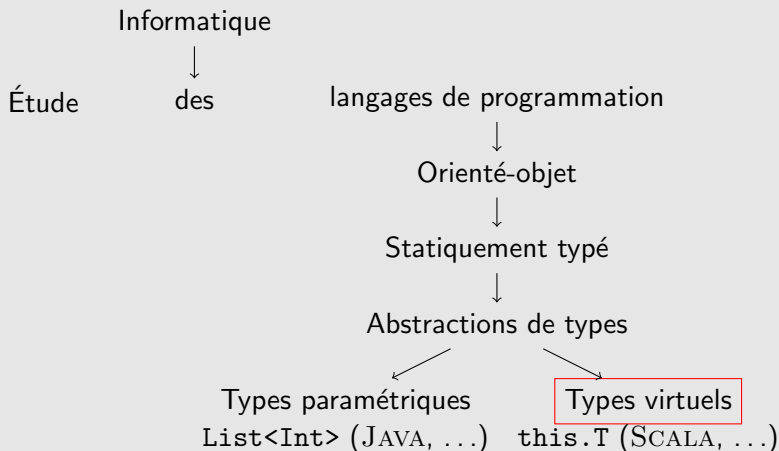 Informatique
Étude des langages de programmation
Orienté-objet
Statiquement typé
Abstractions de types
Types paramétriques Types virtuels
List<Int> (JAVA, ...) this.T (SCALA, ...)